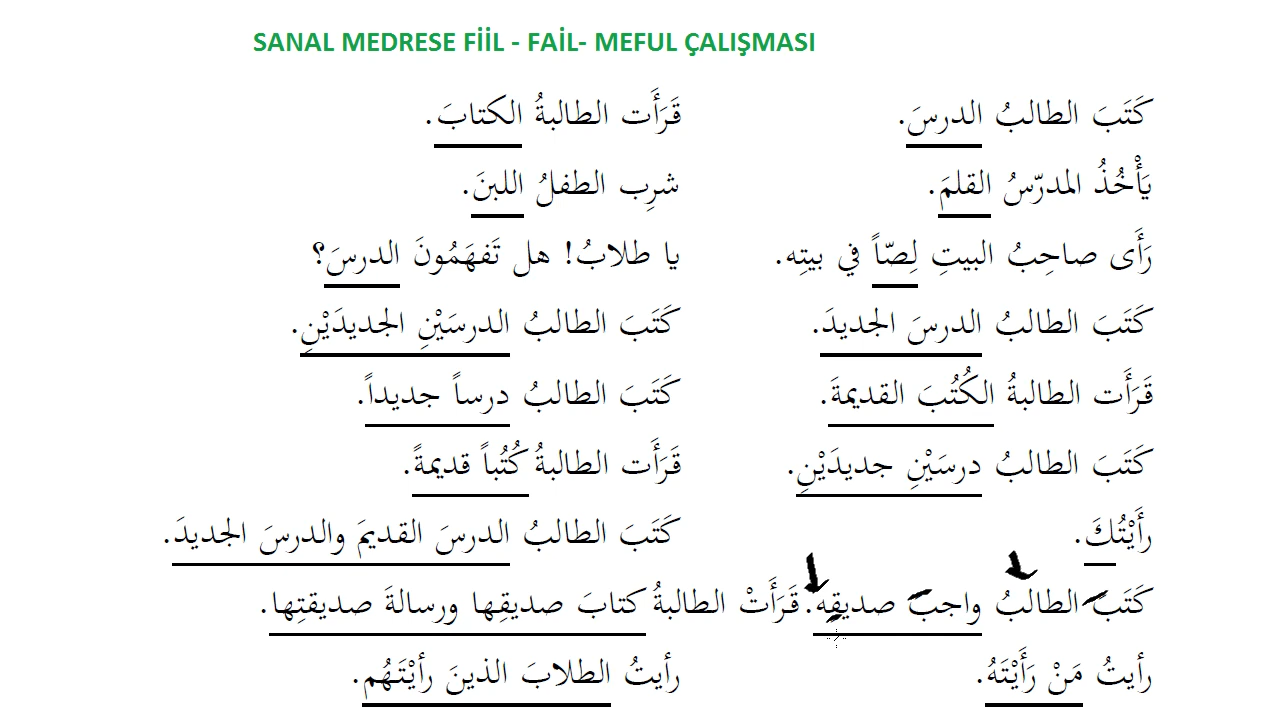 SANAL MEDRESE FİİL - FAİL- MEFUL ÇALIŞMASI
كَتَبَ الطالبُ الدرسَ. قَرَأَت الطالبةُ الكتابَ.
يَأْخُذُ المدرّسُ القلمَ. شرِب الطفلُ اللبنَ.
رَأَى صاحِبُ البيتِ لِصّاً في بيتِه. يا طلابُ! هل تَفهَمُونَ الدرسَ؟
كَتَبَ الطالبُ الدرسَ الجديدَ. كَتَبَ الطالبُ الدرسَيْنِ الجديدَيْنِ.
قَرَأَت الطالبةُ الكُتُبَ القديمةَ. كَتَبَ الطالبُ درساً جديداً.
كَتَبَ الطالبُ درسَيْنِ جديدَيْنِ. قَرَأَت الطالبةُ كُتُباً قديمةً.
رأَيْتُكَ. كَتَبَ الطالبُ الدرسَ القديمَ والدرسَ الجديدَ.
كَتَبَ الطالبُ واجبَ صديقِه. قَرَأَتْ الطالبةُ كتابَ صديقِها ورسالةَ صديقتِها.
رأيتُ مَنْ رَأَيْتَهُ. رأيتُ الطلابَ الذينَ رأيْتَهُم.